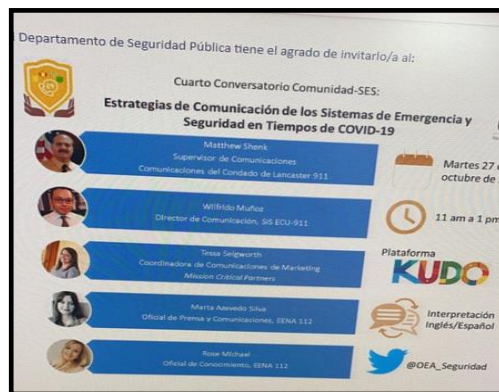 Departamento de Seguridad Pública tiene el agrado de invitarlo/a al:
Cuarto Conversatorio Comunidad-SES:
Estrategias de Comunicación de los Sistemas de Emergencia y
Seguridad en Tiempos de COVID-19
Matthew Shenk
Supervisor de Comunicaciones
Comunicaciones del Condado de Lancaster 911
Wilfrido Muñoz
Director de Comunicación, SIS ECU-911
Tessa Seigworth
Coordinadora de Comunicaciones de Marketing
Mission Critical Partners
Marta Azevedo Silva
Oficial de Prensa y Comunicaciones, EENA 112
Rose Michael
Oficial de Conocimiento, EENA 112
Martes 27
octubre de
11 am a 1 pm
Plataforma
KUDO
Interpretación
Inglés/Español
@OEA_Seguridad